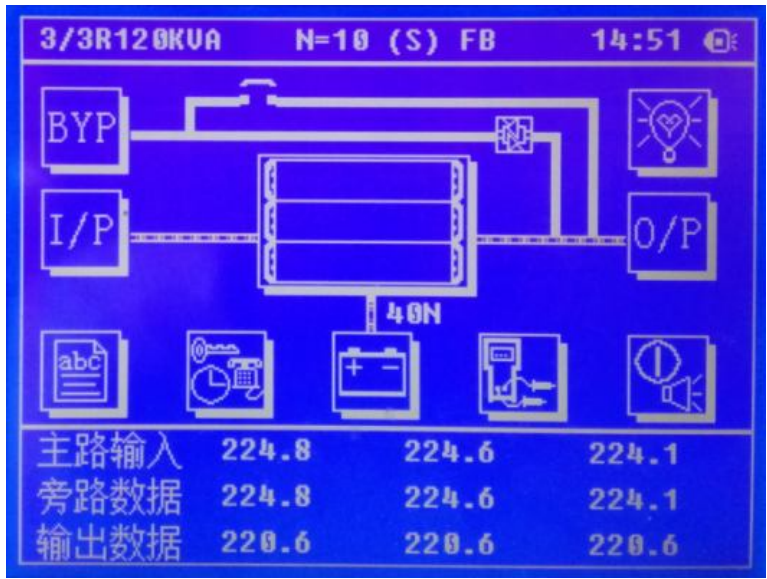 3/3R120KVA N=10 (S) FB 14:51
BYP
I/P
O/P
40N
abc
+ -
主路输入 224.8 224.6 224.1
旁路数据 224.8 224.6 224.1
输出数据 220.6 220.6 220.6